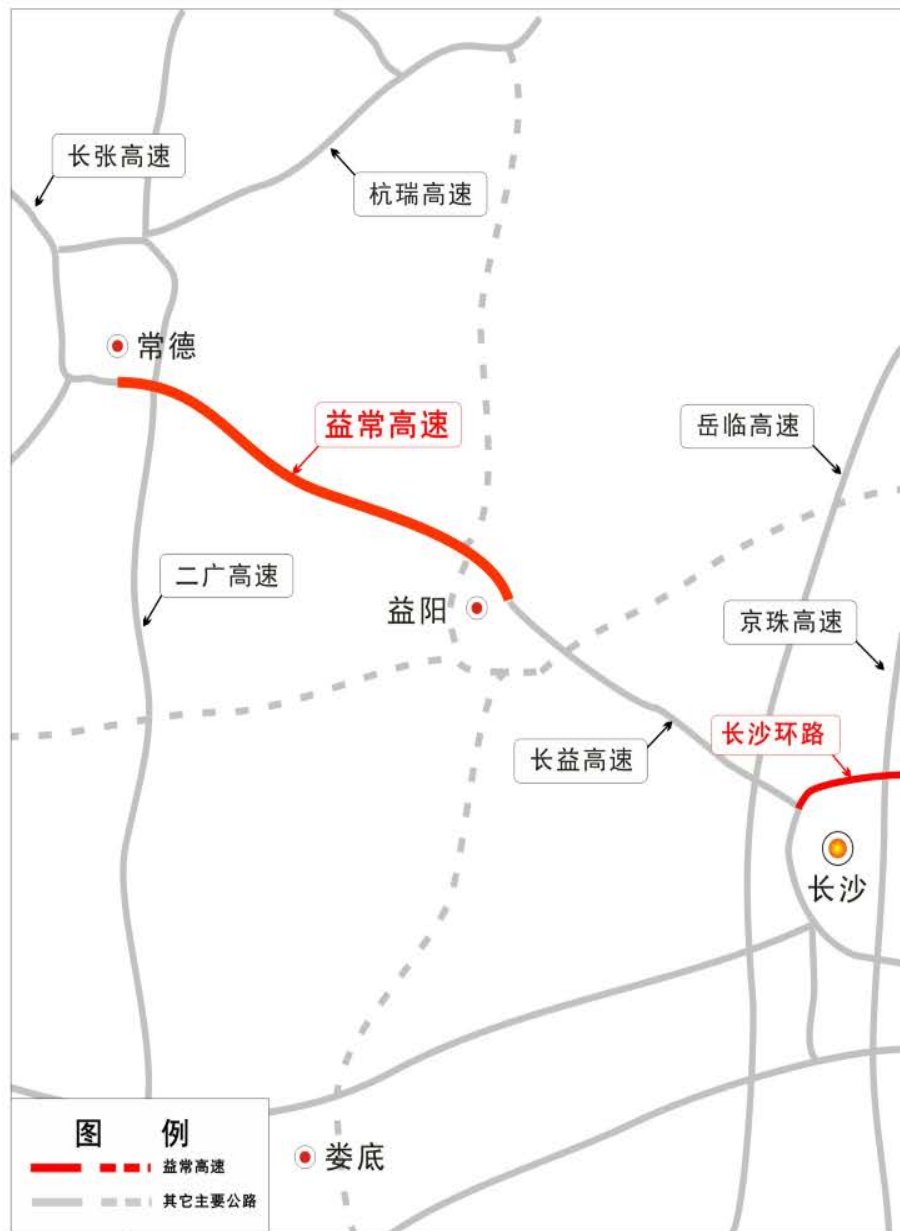 长张高速
杭瑞高速
常德
益常高速
岳临高速
二广高速
益阳
京珠高速
长沙环路
长益高速
长沙
图 例
益常高速
其它主要公路
娄底